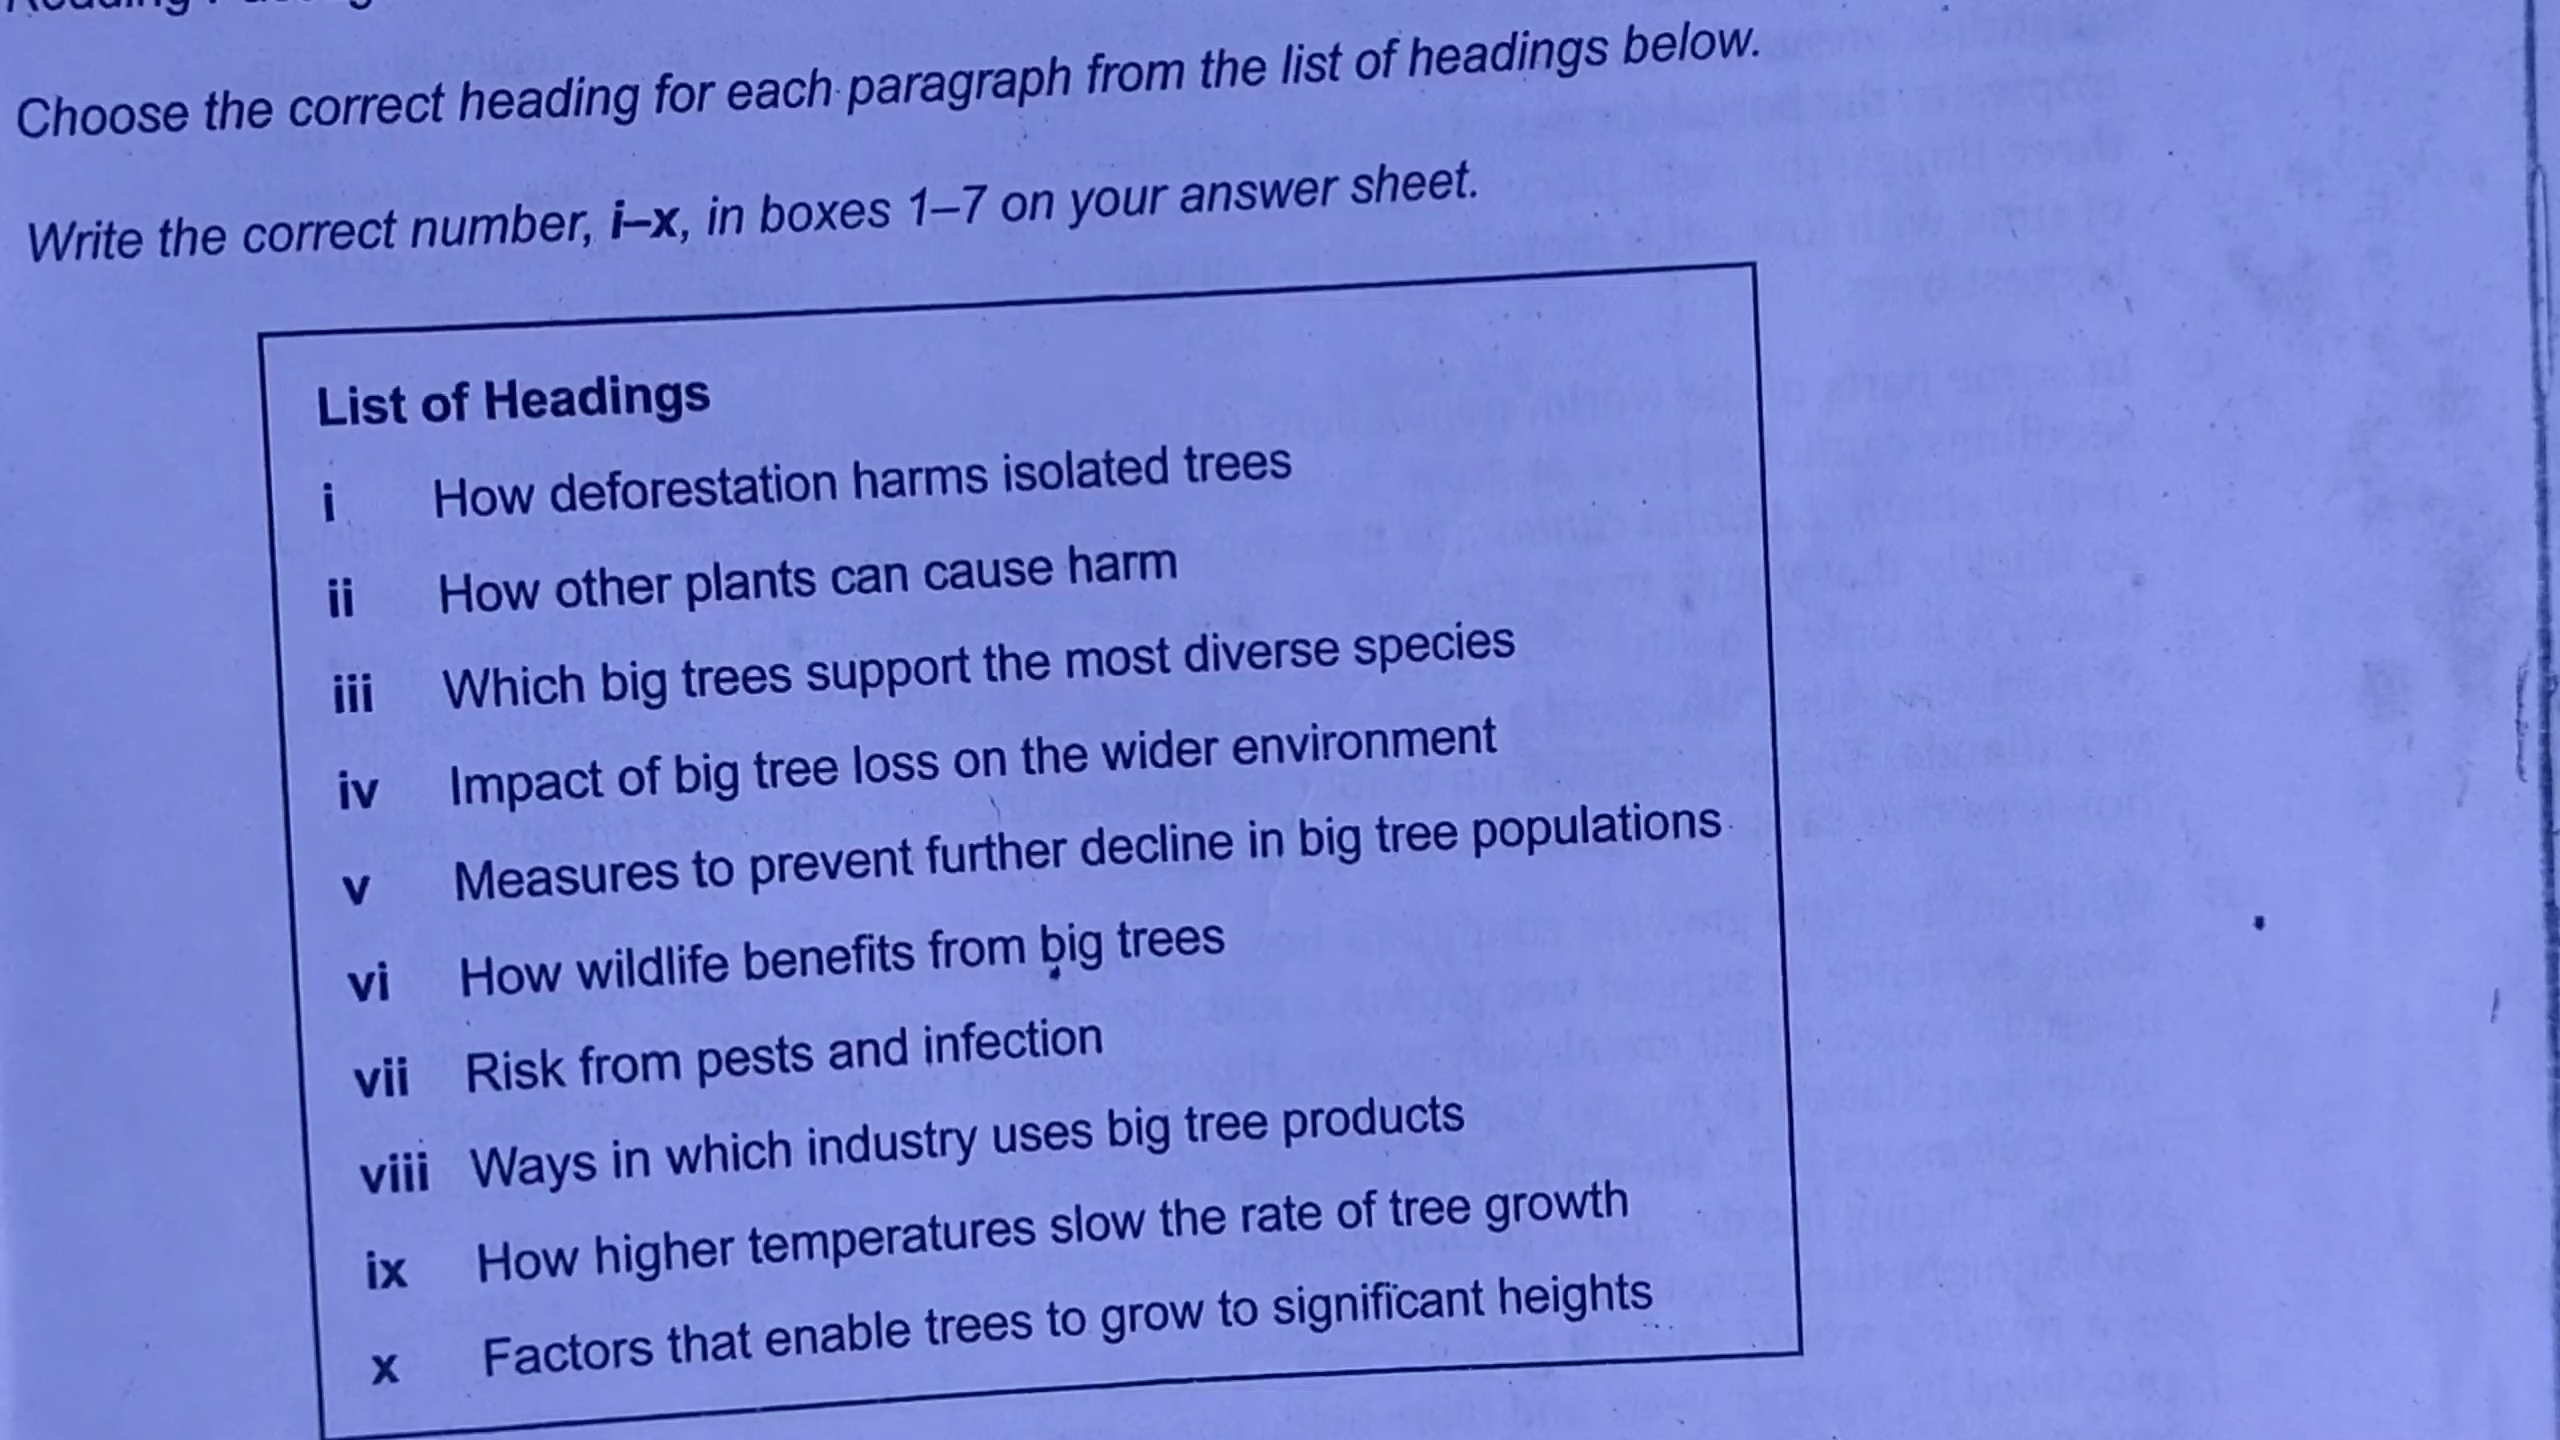 Choose the correct heading for each paragraph from the list of headings below.
Write the correct number, i–x, in boxes 1–7 on your answer sheet.
List of Headings
i How deforestation harms isolated trees
ii How other plants can cause harm
iii Which big trees support the most diverse species
iv Impact of big tree loss on the wider environment
v Measures to prevent further decline in big tree populations
vi How wildlife benefits from big trees
vii Risk from pests and infection
viii Ways in which industry uses big tree products
ix How higher temperatures slow the rate of tree growth
x Factors that enable trees to grow to significant heights